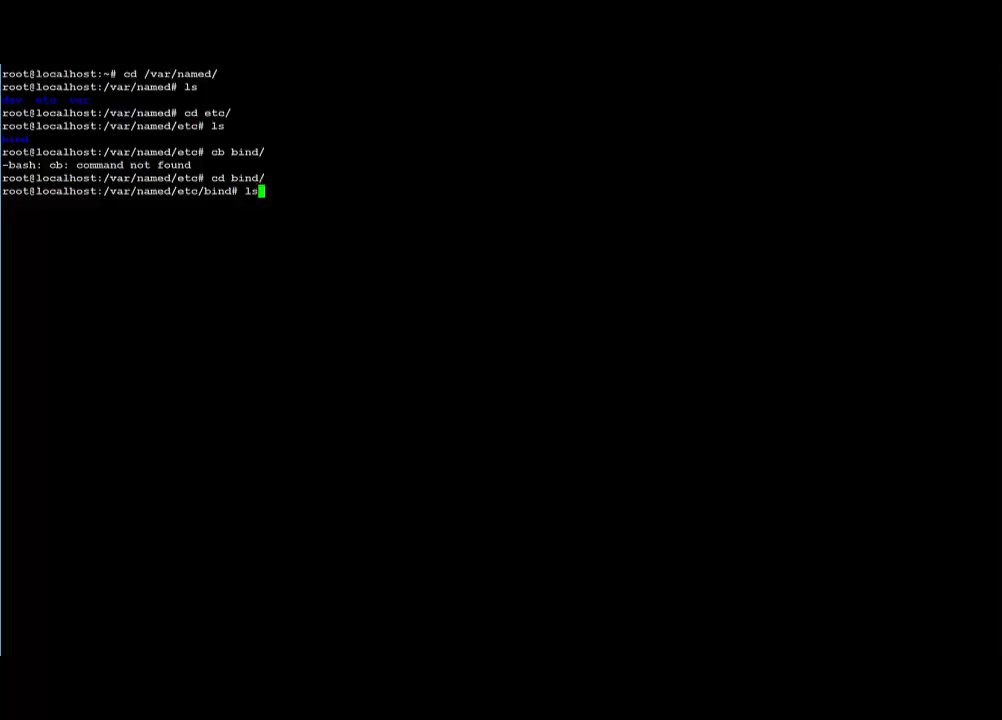 root@localhost:~# cd /var/named/
root@localhost:/var/named# ls
dev etc var
root@localhost:/var/named# cd etc/
root@localhost:/var/named/etc# ls
bind
root@localhost:/var/named/etc# cb bind/
-bash: cb: command not found
root@localhost:/var/named/etc# cd bind/
root@localhost:/var/named/etc/bind# ls